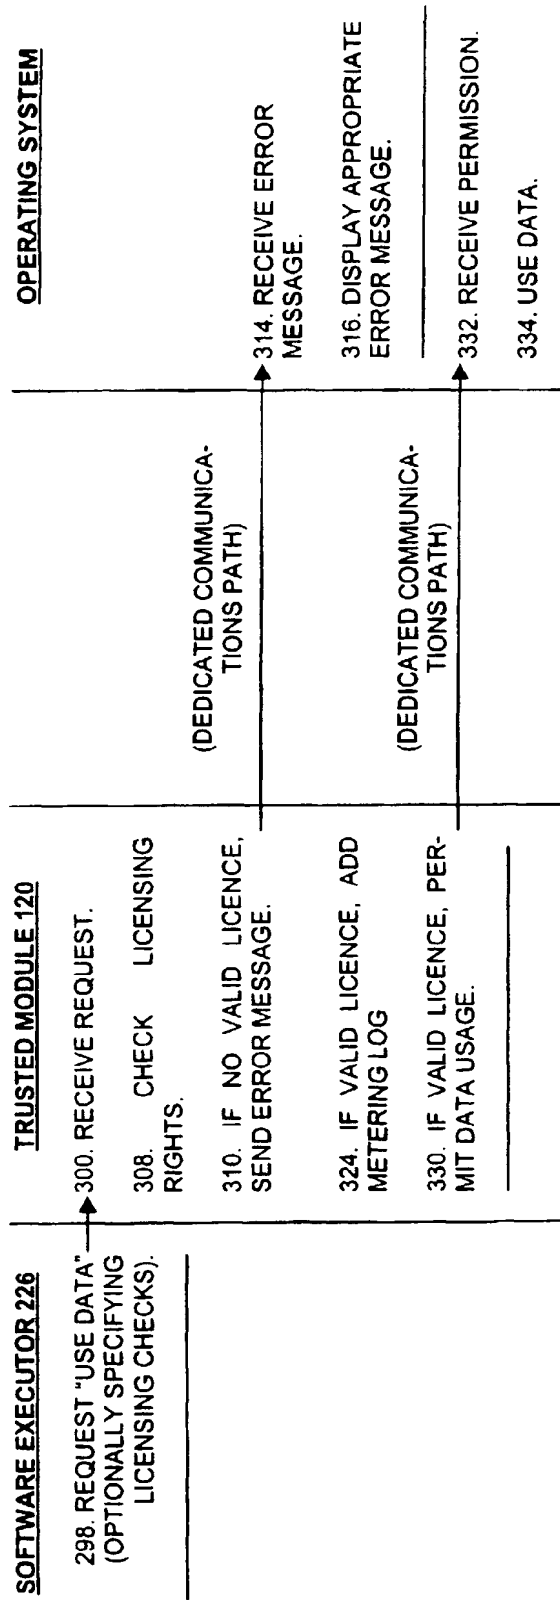 SOFTWARE EXECUTOR 226
298. REQUEST "USE DATA"
(OPTIONALLY SPECIFYING
LICENSING CHECKS).
TRUSTED MODULE 120
300. RECEIVE REQUEST.
308. CHECK LICENSING
RIGHTS.
310. IF NO VALID LICENCE,
SEND ERROR MESSAGE.
324. IF VALID LICENCE, ADD
METERING LOG
330. IF VALID LICENCE, PER-
MIT DATA USAGE.
(DEDICATED COMMUNICA-
TIONS PATH)
(DEDICATED COMMUNICA-
TIONS PATH)
OPERATING SYSTEM
314. RECEIVE ERROR
MESSAGE.
316. DISPLAY APPROPRIATE
ERROR MESSAGE.
332. RECEIVE PERMISSION.
334. USE DATA.